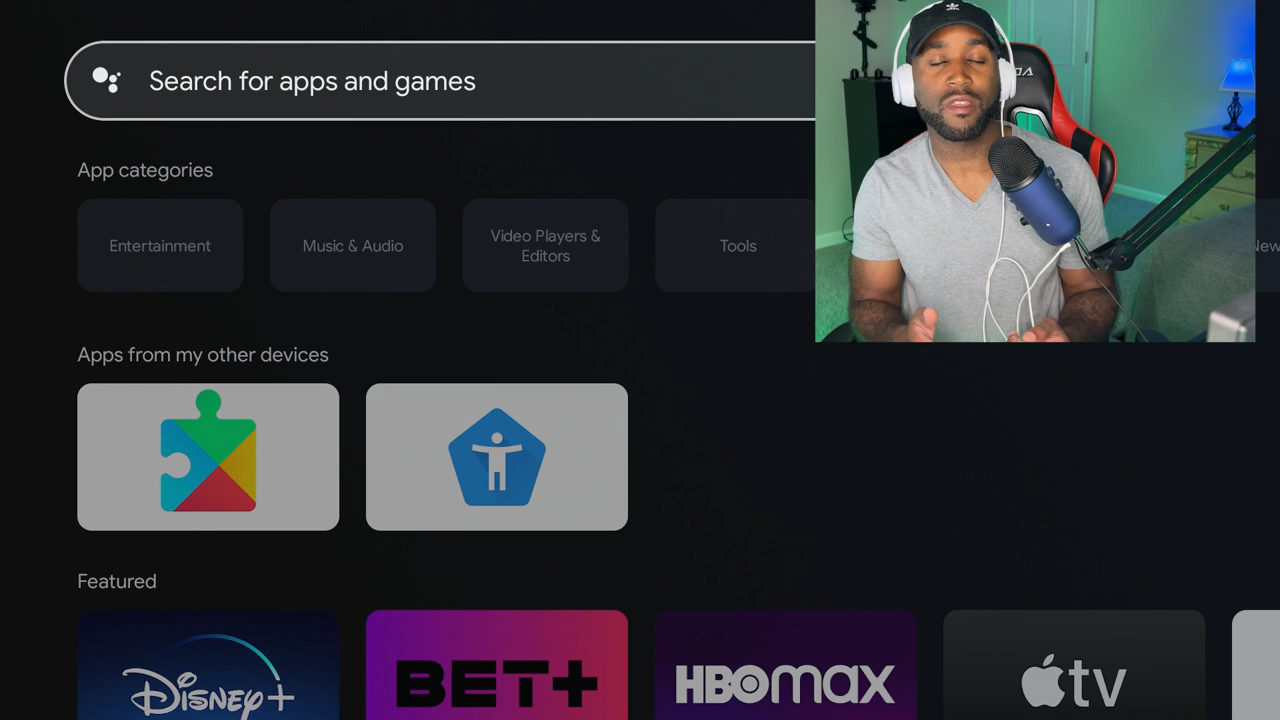 Search for apps and games
App categories
Entertainment
Music & Audio
Video Players &
Editors
Tools
New
Apps from my other devices
Featured
Disney+
BET+
HBOmax
tv